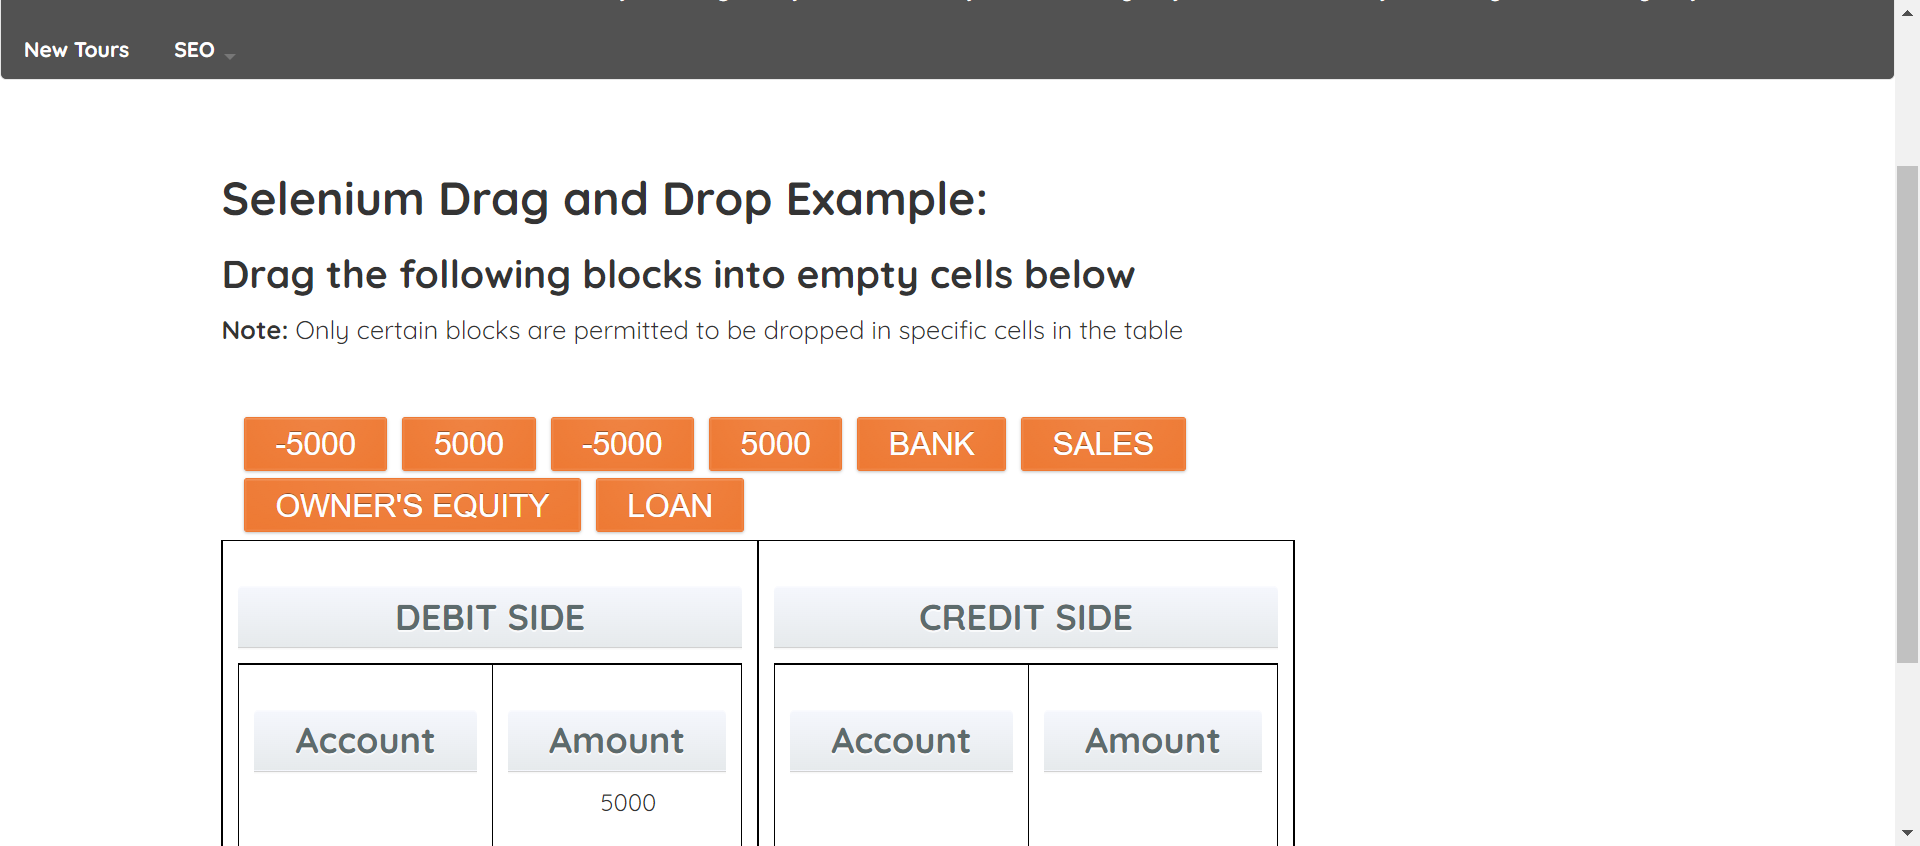 New Tours SEO
Selenium Drag and Drop Example:
Drag the following blocks into empty cells below
Note: Only certain blocks are permitted to be dropped in specific cells in the table
-5000 5000 -5000 5000 BANK SALES
OWNER'S EQUITY LOAN
DEBIT SIDE CREDIT SIDE
Account Amount Account Amount
5000